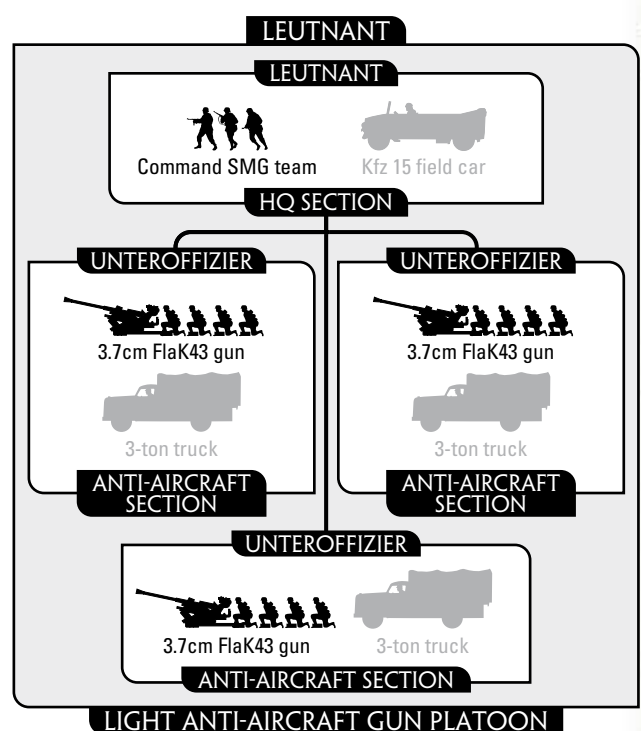 LEUTNANT
LEUTNANT
Command SMG team
Kfz 15 field car
HQ SECTION
UNTEROFFIZIER
3.7cm FlaK43 gun
3-ton truck
ANTI-AIRCRAFT
SECTION
UNTEROFFIZIER
3.7cm FlaK43 gun
3-ton truck
ANTI-AIRCRAFT
SECTION
UNTEROFFIZIER
3.7cm FlaK43 gun
3-ton truck
ANTI-AIRCRAFT SECTION
LIGHT ANTI-AIRCRAFT GUN PLATOON